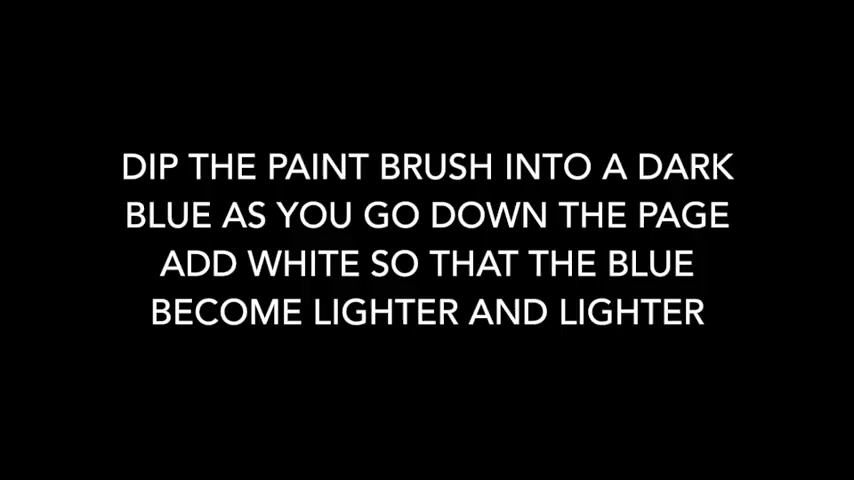 DIP THE PAINT BRUSH INTO A DARK
BLUE AS YOU GO DOWN THE PAGE
ADD WHITE SO THAT THE BLUE
BECOME LIGHTER AND LIGHTER